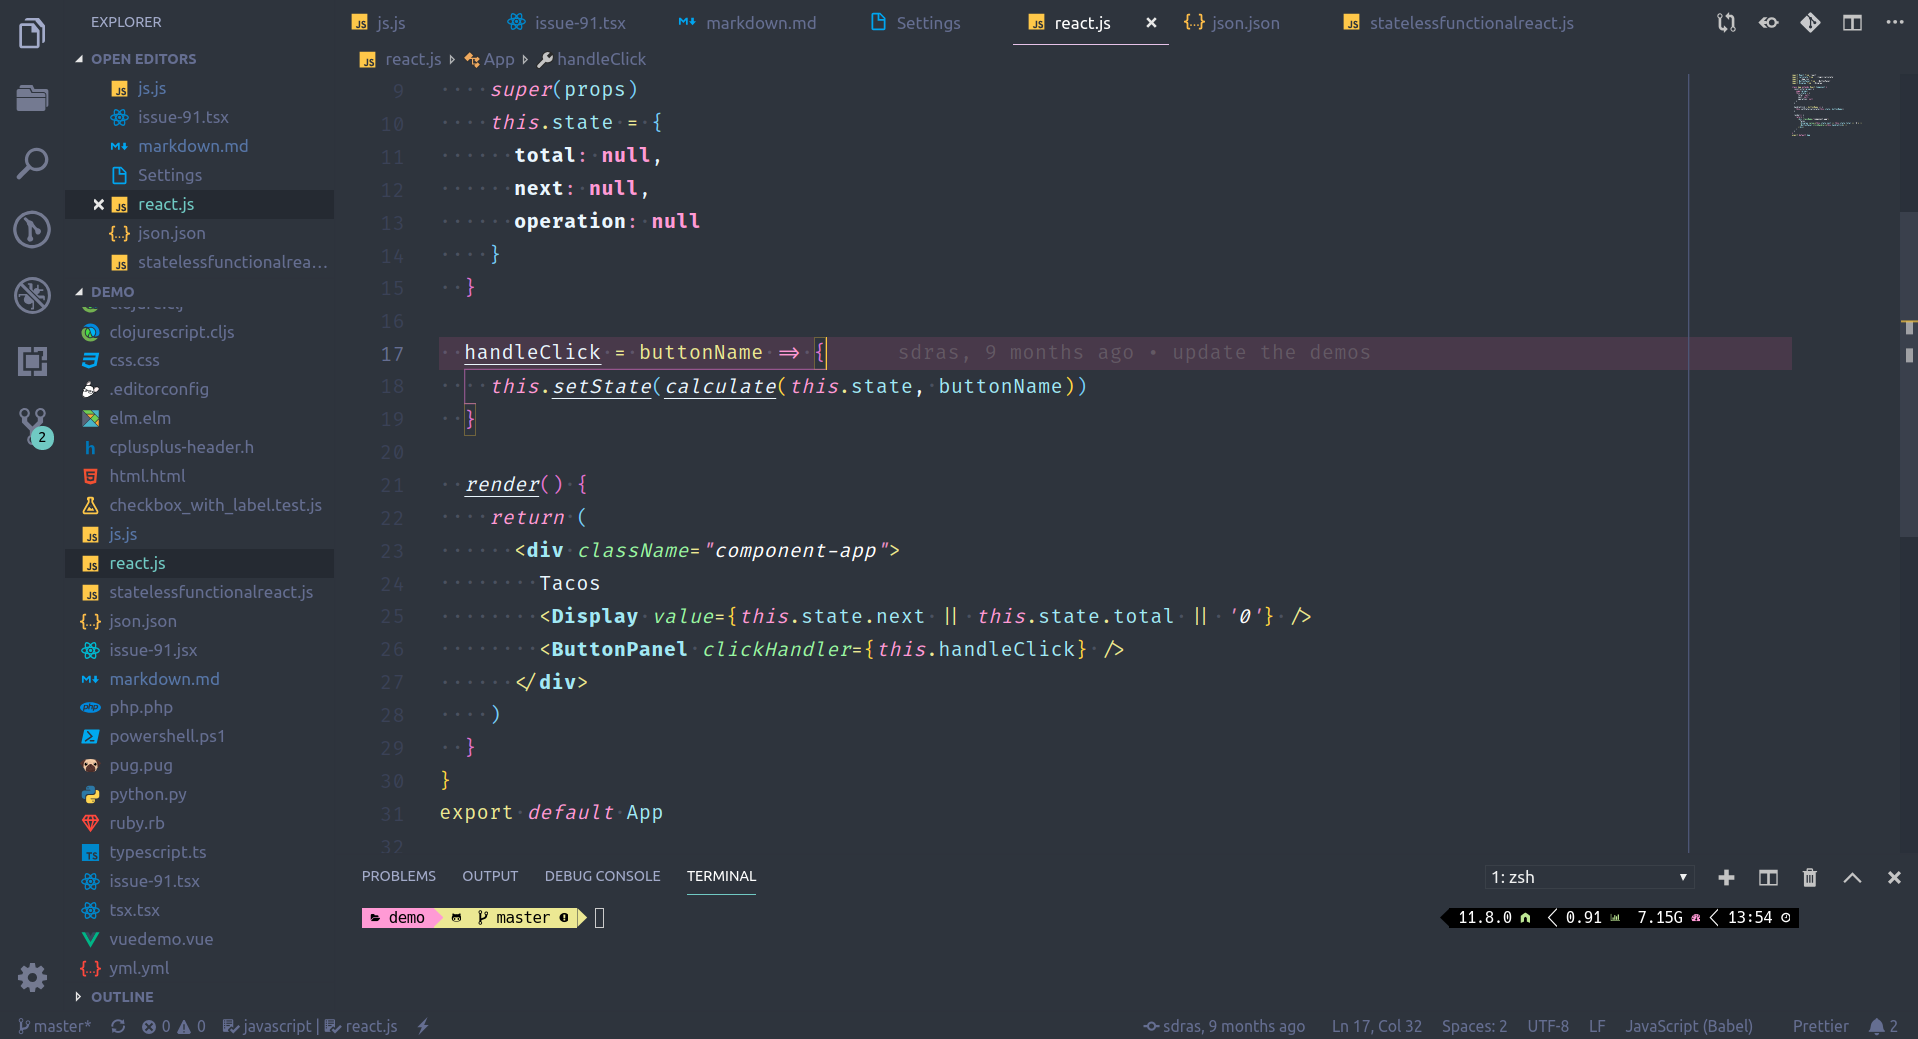 EXPLORER
OPEN EDITORS
js.js
issue-91.tsx
markdown.md
Settings
react.js
json.json
statelessfunctionalrea...
DEMO
clojurescript.cljs
css.css
.editorconfig
elm.elm
cplusplus-header.h
html.html
checkbox_with_label.test.js
js.js
react.js
statelessfunctionalreact.js
json.json
issue-91.jsx
markdown.md
php.php
powershell.ps1
pug.pug
python.py
ruby.rb
typescript.ts
issue-91.tsx
tsx.tsx
vuedemo.vue
yml.yml
OUTLINE
2
js.js issue-91.tsx markdown.md Settings react.js json.json statelessfunctionalreact.js
react.js App handleClick
9 super(props)
10 this.state = {
11 total: null,
12 next: null,
13 operation: null
14 }
15 }
16
17 handleClick = buttonName => { sdras, 9 months ago • update the demos
18 this.setState(calculate(this.state, buttonName))
19 }
20
21 render() {
22 return (
23 <div className="component-app">
24 Tacos
25 <Display value={this.state.next || this.state.total || '0'} />
26 <ButtonPanel clickHandler={this.handleClick} />
27 </div>
28 )
29 }
30 }
31 export default App
32
PROBLEMS OUTPUT DEBUG CONSOLE TERMINAL 1: zsh
demo master 11.8.0 0.91 7.15G 13:54
master* 0 0 javascript | react.js sdras, 9 months ago Ln 17, Col 32 Spaces: 2 UTF-8 LF JavaScript (Babel) Prettier 2